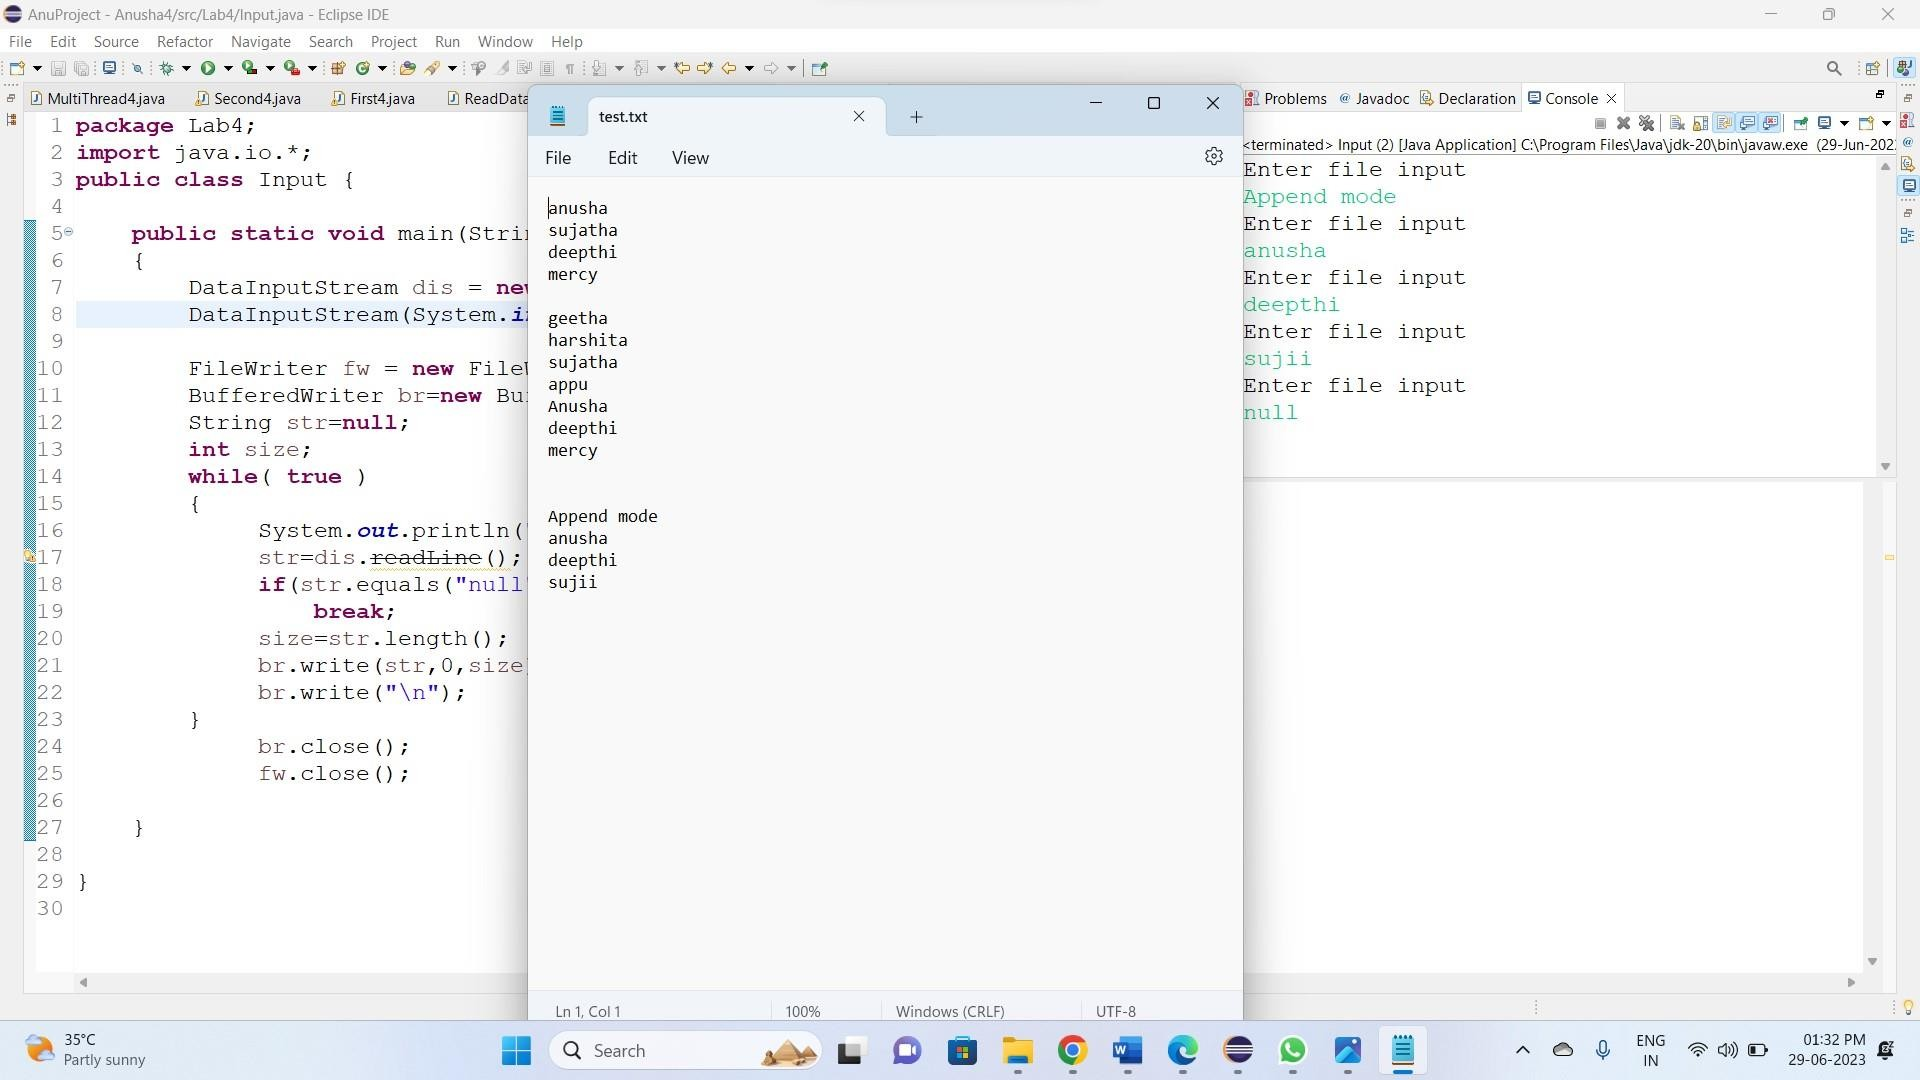 AnuProject - Anusha4/src/Lab4/Input.java - Eclipse IDE
File Edit Source Refactor Navigate Search Project Run Window Help
MultiThread4.java Second4.java First4.java ReadData
1 package Lab4;
2 import java.io.*;
3 public class Input {
4
5 public static void main(Stri
6 {
7 DataInputStream dis = new
8 DataInputStream(System.i
9
10 FileWriter fw = new File
11 BufferedWriter br=new Bu
12 String str=null;
13 int size;
14 while( true )
15 {
16 System.out.println(
17 str=dis.readLine();
18 if(str.equals("null
19 break;
20 size=str.length();
21 br.write(str,0,size
22 br.write("\n");
23 }
24 br.close();
25 fw.close();
26
27 }
28
29 }
30
test.txt
File Edit View
anusha
sujatha
deepthi
mercy
geetha
harshita
sujatha
appu
Anusha
deepthi
mercy
Append mode
anusha
deepthi
sujii
Ln 1, Col 1 100% Windows (CRLF) UTF-8
Problems @ Javadoc Declaration Console
<terminated> Input (2) [Java Application] C:\Program Files\Java\jdk-20\bin\javaw.exe (29-Jun-202
Enter file input
Append mode
Enter file input
anusha
Enter file input
deepthi
Enter file input
sujii
Enter file input
null
35°C
Partly sunny
Search
ENG
IN
01:32 PM
29-06-2023